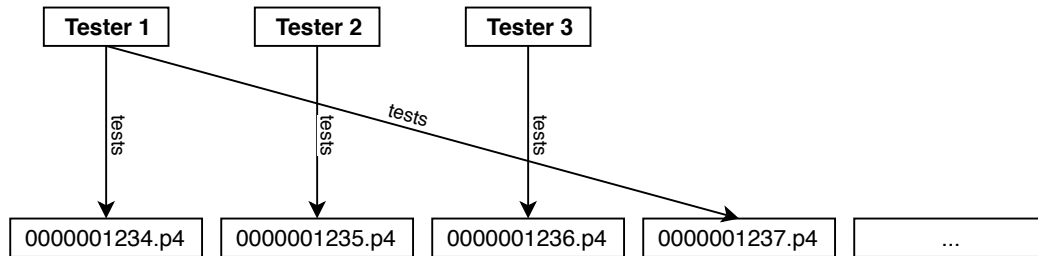 Tester 1
Tester 2
Tester 3
tests
tests
tests
tests
0000001234.p4
0000001235.p4
0000001236.p4
0000001237.p4
...